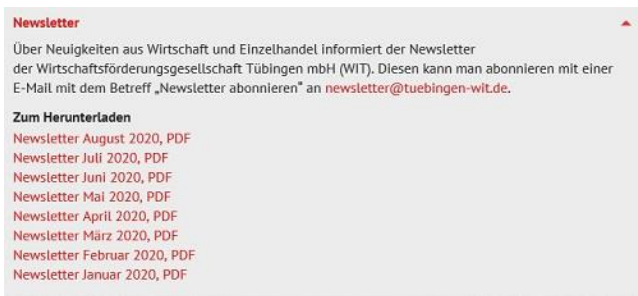 Newsletter
Über Neuigkeiten aus Wirtschaft und Einzelhandel informiert der Newsletter
der Wirtschaftsförderungsgesellschaft Tübingen mbH (WIT). Diesen kann man abonnieren mit einer
E-Mail mit dem Betreff „Newsletter abonnieren“ an newsletter@tuebingen-wit.de.
Zum Herunterladen
Newsletter August 2020, PDF
Newsletter Juli 2020, PDF
Newsletter Juni 2020, PDF
Newsletter Mai 2020, PDF
Newsletter April 2020, PDF
Newsletter März 2020, PDF
Newsletter Februar 2020, PDF
Newsletter Januar 2020, PDF